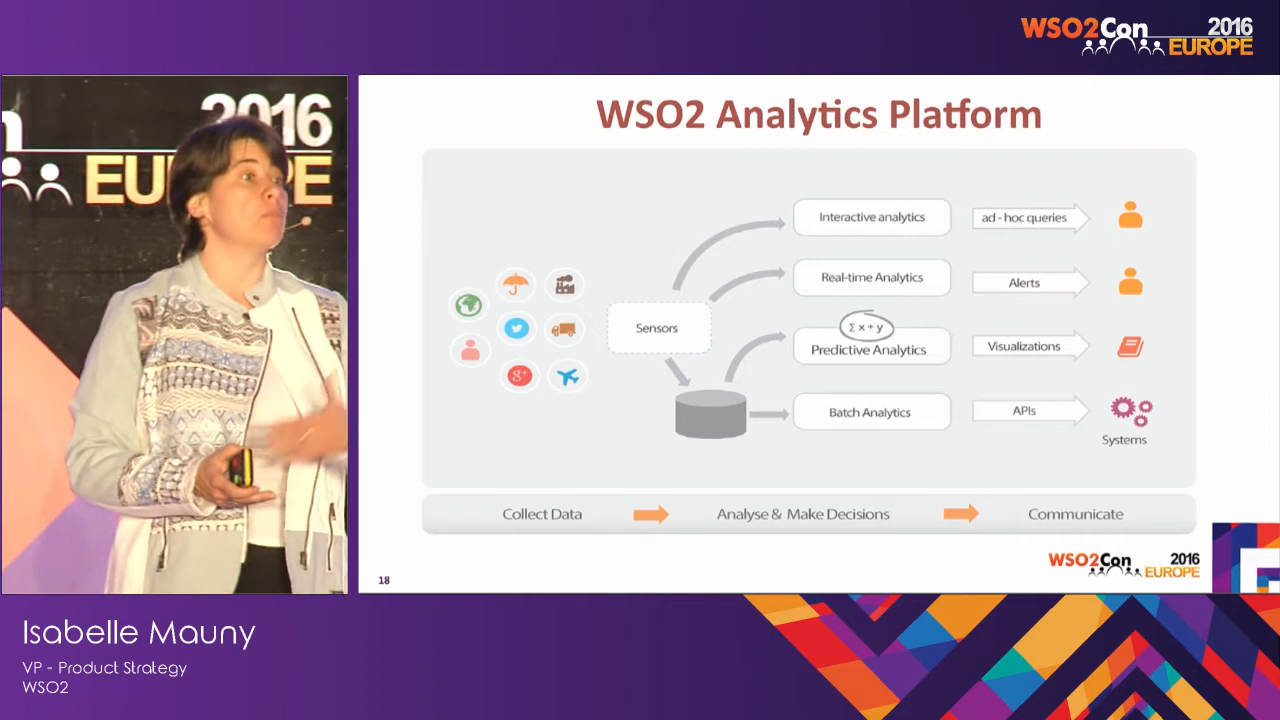 WSO2Con 2016
EUROPE
2016
n
EUROPE
WSO2 Analytics Platform
Interactive analytics
ad - hoc queries
Real-time Analytics
Alerts
Sensors
Σ x + y
Predictive Analytics
Visualizations
g+
Batch Analytics
APIs
Systems
Collect Data
Analyse & Make Decisions
Communicate
WSO2Con 2016
EUROPE
18
Isabelle Mauny
VP - Product Strategy
WSO2